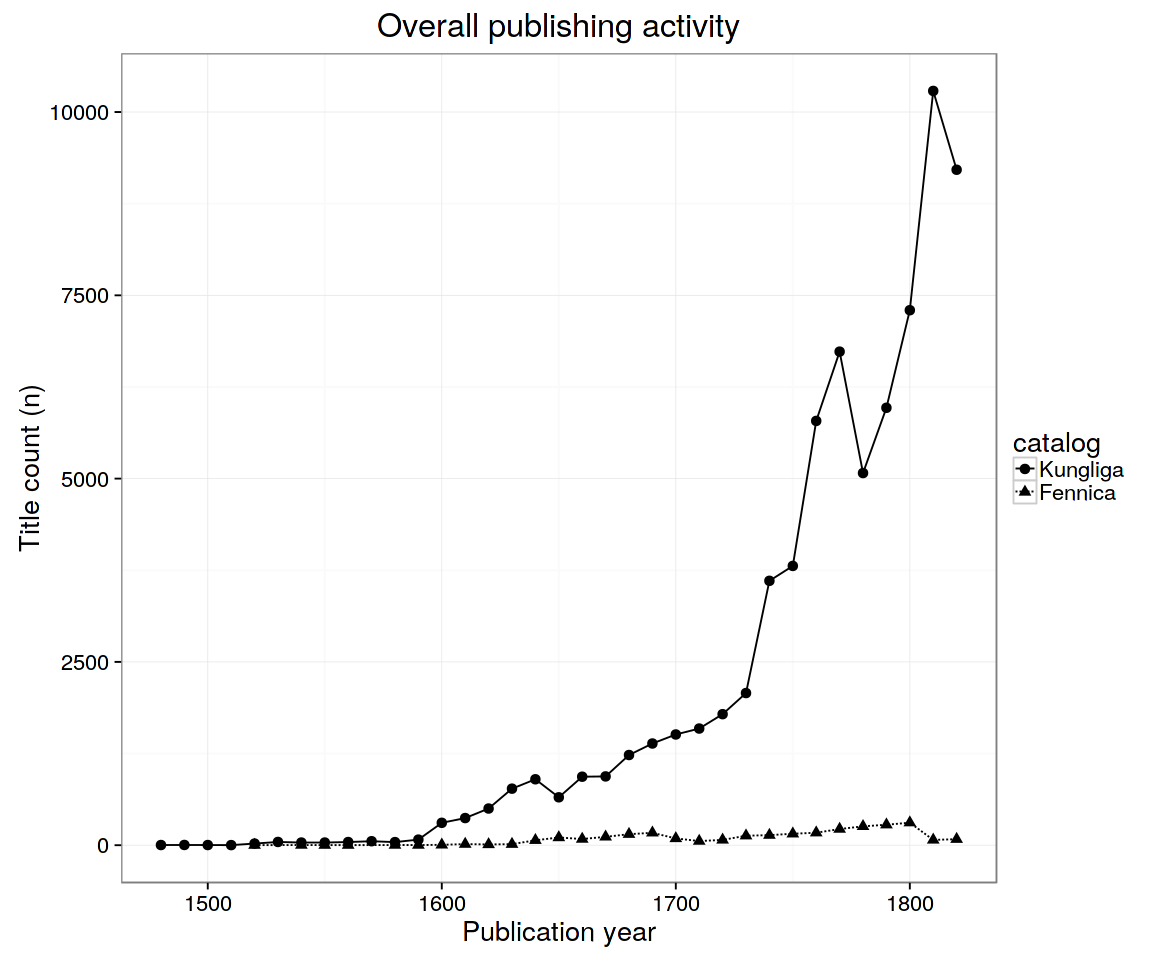 Overall publishing activity
10000
7500
5000
2500
0
Title count (n)
1500 1600 1700 1800
Publication year
catalog
Kungliga
Fennica